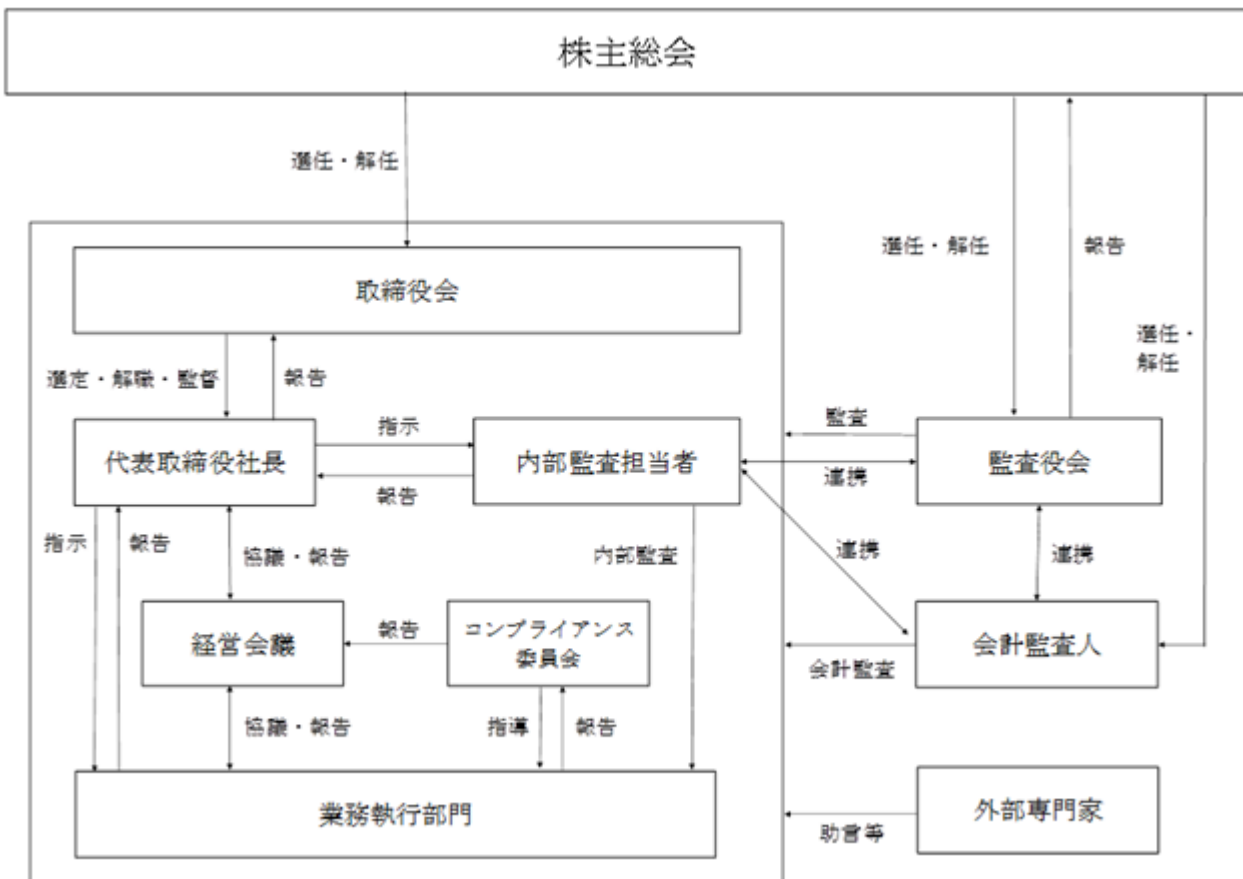 株主総会
選任・解任
選任・解任
報告
選任・
解任
取締役会
選定・解職・監督
報告
代表取締役社長
指示
報告
内部監査担当者
監査
連携
監査役会
指示
報告
協議・報告
内部監査
連携
連携
経営会議
報告
コンプライアンス
委員会
会計監査
会計監査人
協議・報告
指導
報告
業務執行部門
助言等
外部専門家